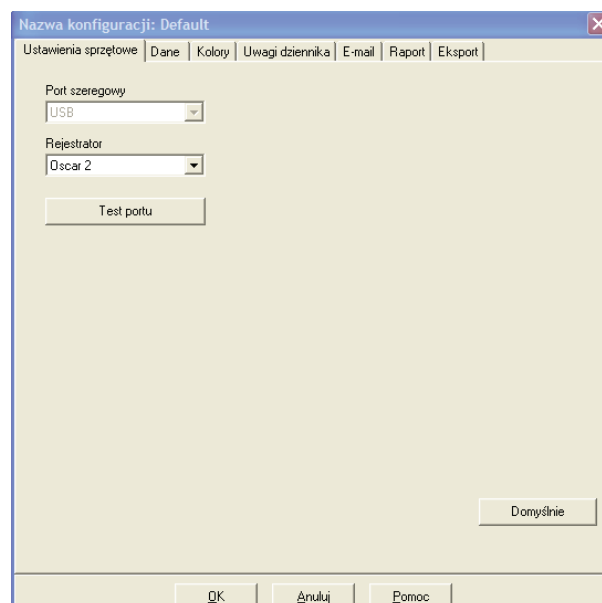 Nazwa konfiguracji: Default
Ustawienia sprzętowe Dane Kolory Uwagi dziennika E-mail Raport Eksport
Port szeregowy
USB
Rejestrator
Oscar 2
Test portu
Domyślnie
OK Anuluj Pomoc